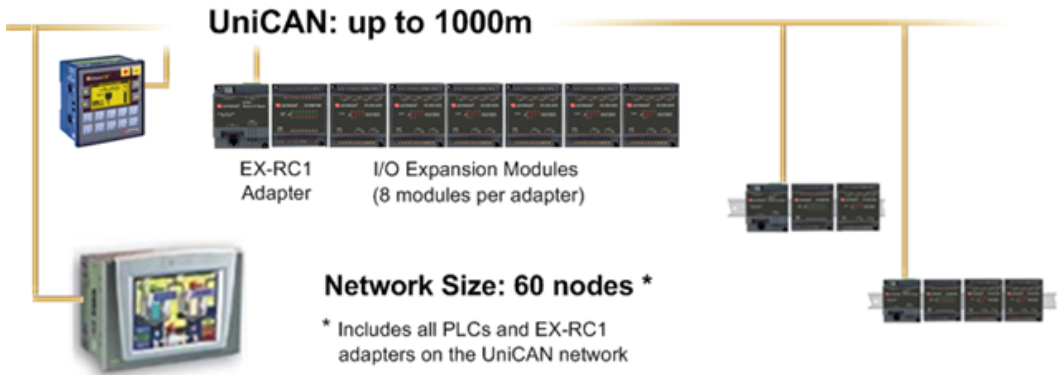 UniCAN: up to 1000m
EX-RC1
Adapter
I/O Expansion Modules
(8 modules per adapter)
Network Size: 60 nodes *
* Includes all PLCs and EX-RC1
adapters on the UniCAN network